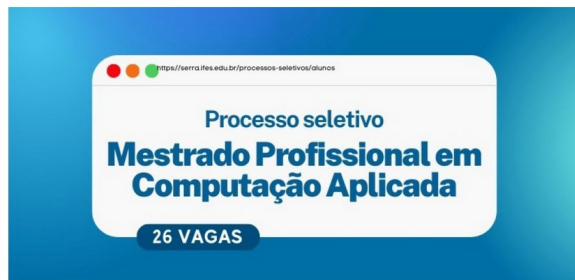 https://serra.ifes.edu.br/processos-seletivos/alunos
Processo seletivo
Mestrado Profissional em
Computação Aplicada
26 VAGAS